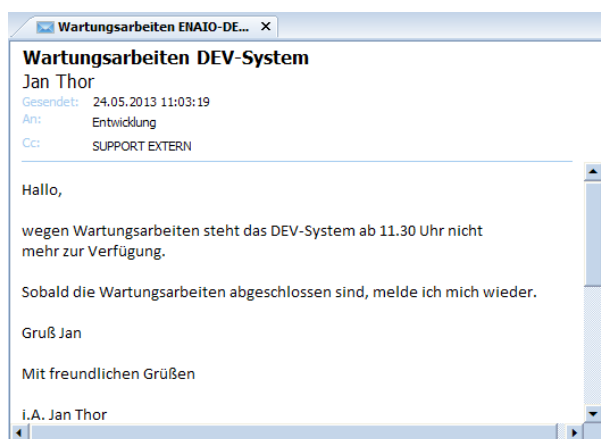 Wartungsarbeiten ENAIO-DE... X
Wartungsarbeiten DEV-System
Jan Thor
Gesendet: 24.05.2013 11:03:19
An: Entwicklung
Cc: SUPPORT EXTERN
Hallo,
wegen Wartungsarbeiten steht das DEV-System ab 11.30 Uhr nicht
mehr zur Verfügung.
Sobald die Wartungsarbeiten abgeschlossen sind, melde ich mich wieder.
Gruß Jan
Mit freundlichen Grüßen
i.A. Jan Thor